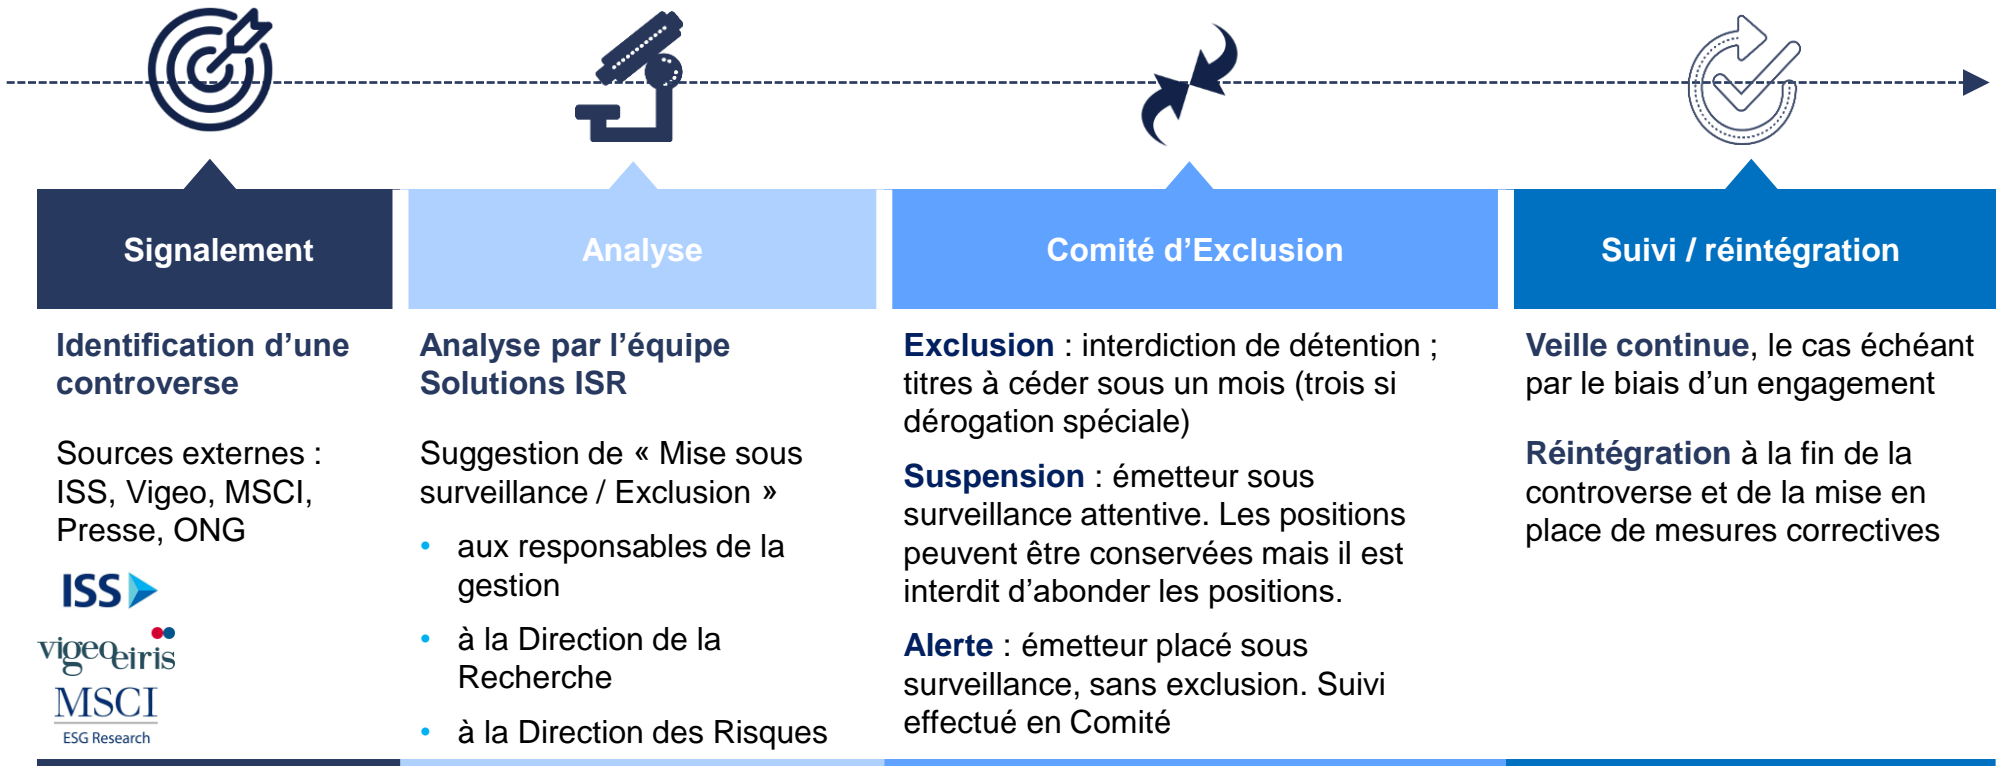 Signalement
Identification d’une
controverse
Sources externes :
ISS, Vigeo, MSCI,
Presse, ONG
ISS
vigeoeiris
MSCI
ESG Research
Analyse
Analyse par l’équipe
Solutions ISR
Suggestion de « Mise sous
surveillance / Exclusion »
• aux responsables de la
gestion
• à la Direction de la
Recherche
• à la Direction des Risques
Comité d’Exclusion
Exclusion : interdiction de détention ;
titres à céder sous un mois (trois si
dérogation spéciale)
Suspension : émetteur sous
surveillance attentive. Les positions
peuvent être conservées mais il est
interdit d’abonder les positions.
Alerte : émetteur placé sous
surveillance, sans exclusion. Suivi
effectué en Comité
Suivi / réintégration
Veille continue, le cas échéant
par le biais d’un engagement
Réintégration à la fin de la
controverse et de la mise en
place de mesures correctives